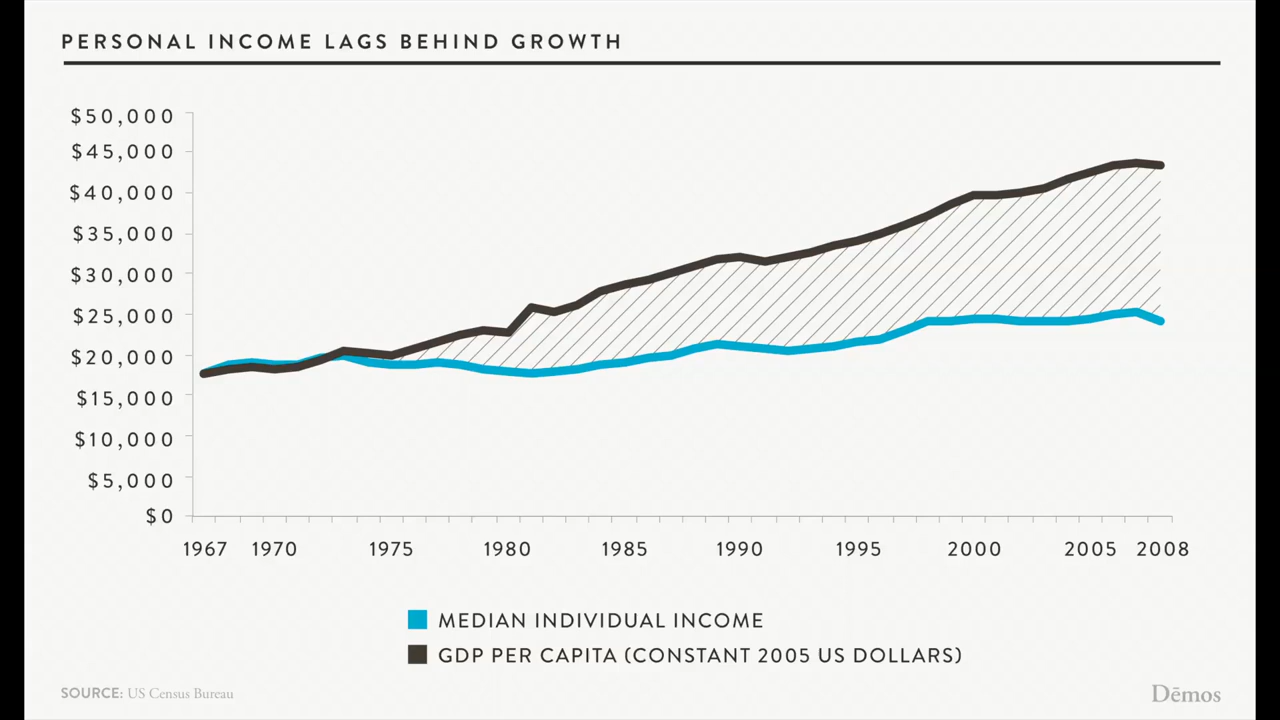 PERSONAL INCOME LAGS BEHIND GROWTH
$50,000
$45,000
$40,000
$35,000
$30,000
$25,000
$20,000
$15,000
$10,000
$5,000
$0
1967 1970 1975 1980 1985 1990 1995 2000 2005 2008
MEDIAN INDIVIDUAL INCOME
GDP PER CAPITA (CONSTANT 2005 US DOLLARS)
SOURCE: US Census Bureau
Dēmos